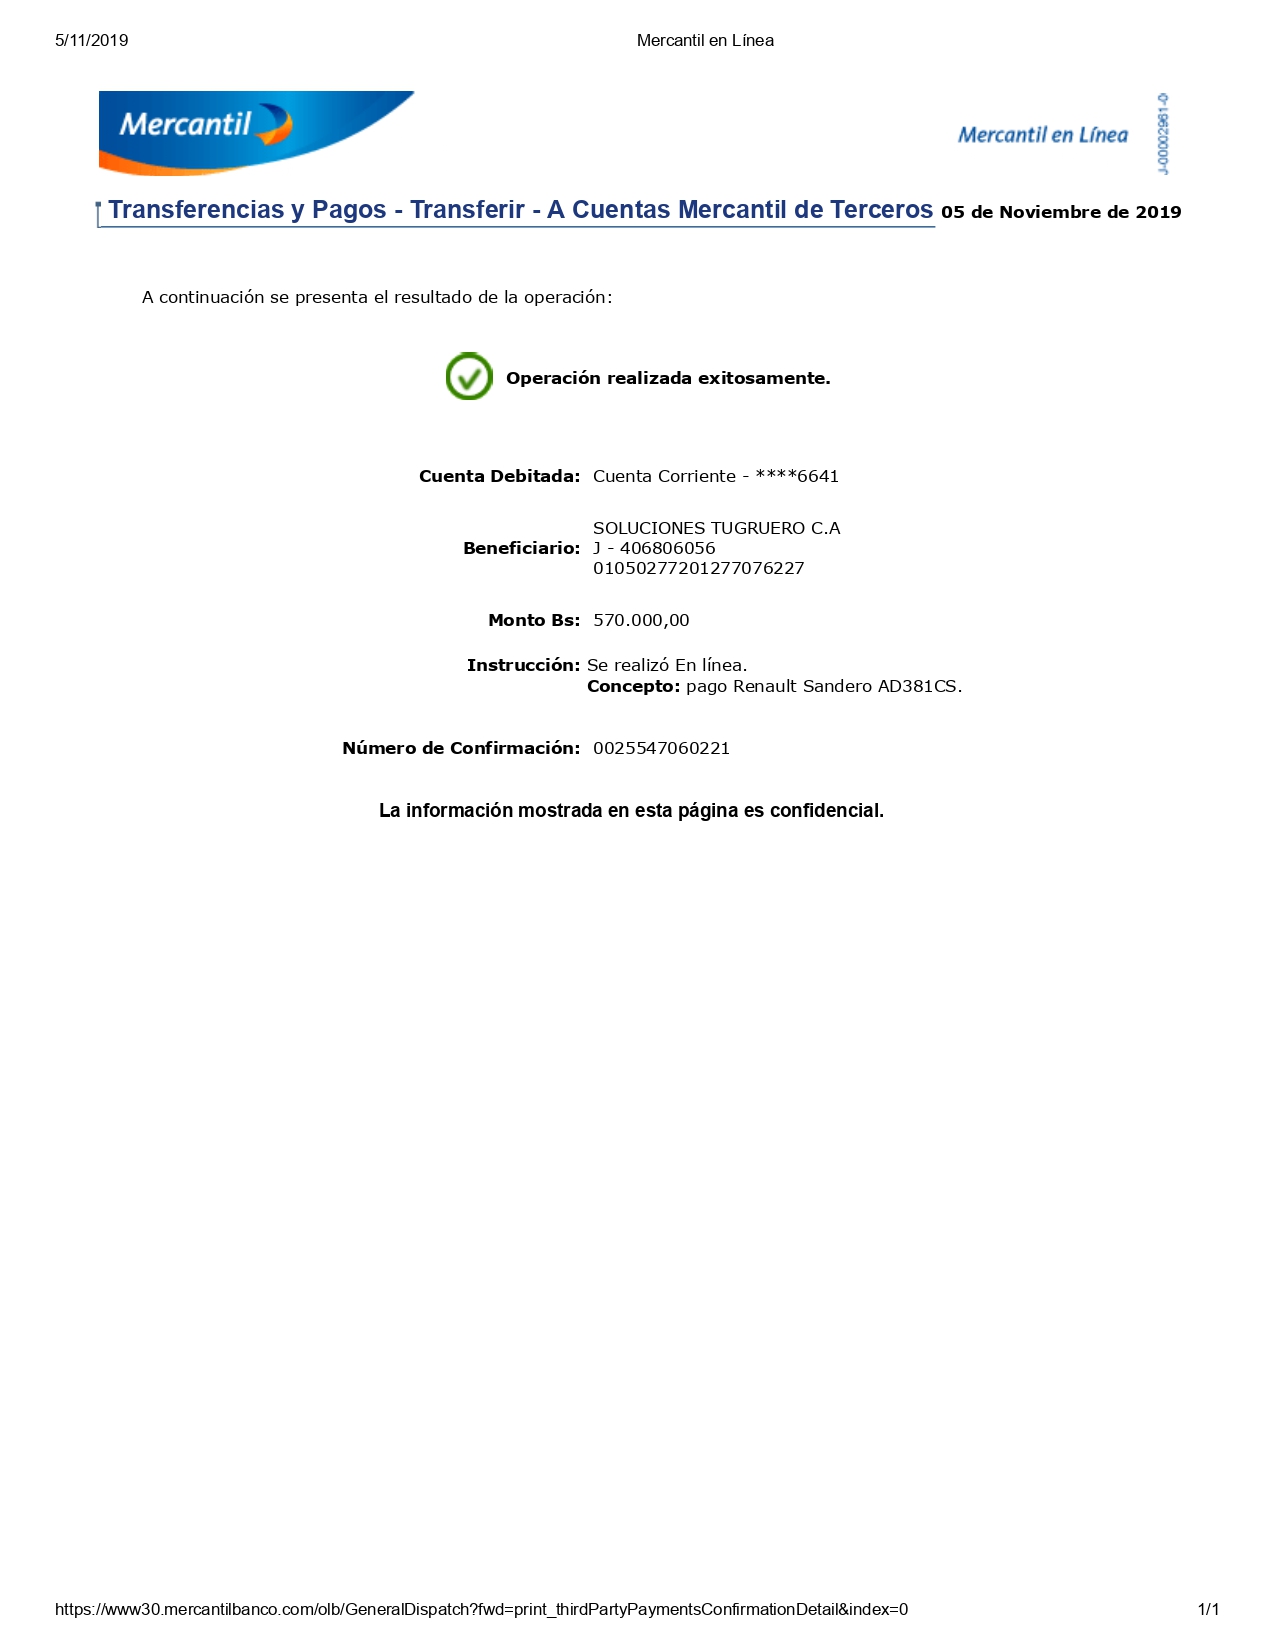 5/11/2019 Mercantil en Línea
Mercantil
Mercantil en Línea
J-00002961-0
Transferencias y Pagos - Transferir - A Cuentas Mercantil de Terceros 05 de Noviembre de 2019
A continuación se presenta el resultado de la operación:
Operación realizada exitosamente.
Cuenta Debitada: Cuenta Corriente - ****6641
SOLUCIONES TUGRUERO C.A
Beneficiario: J - 406806056
01050277201277076227
Monto Bs: 570.000,00
Instrucción: Se realizó En línea.
Concepto: pago Renault Sandero AD381CS.
Número de Confirmación: 0025547060221
La información mostrada en esta página es confidencial.
https://www30.mercantilbanco.com/olb/GeneralDispatch?fwd=print_thirdPartyPaymentsConfirmationDetail&index=0 1/1